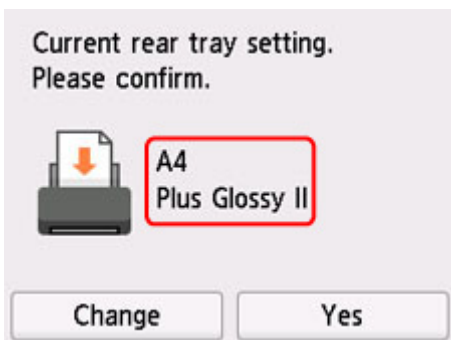 Current rear tray setting.
Please confirm.
A4
Plus Glossy II
Change
Yes